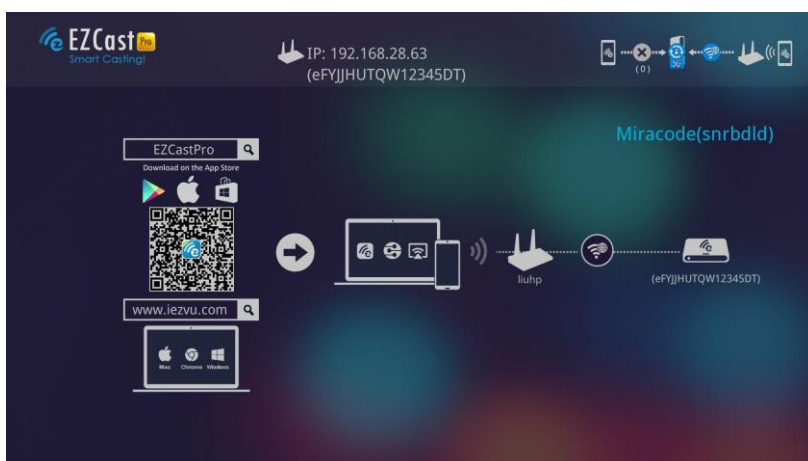 EZCast Pro
Smart Casting!
IP: 192.168.28.63
(eFYJJHUTQW12345DT)
(0)
5G
Miracode(snrbdld)
EZCastPro
Download on the App Store
www.iezvu.com
Mac Chrome Windows
liuhp
(eFYJJHUTQW12345DT)